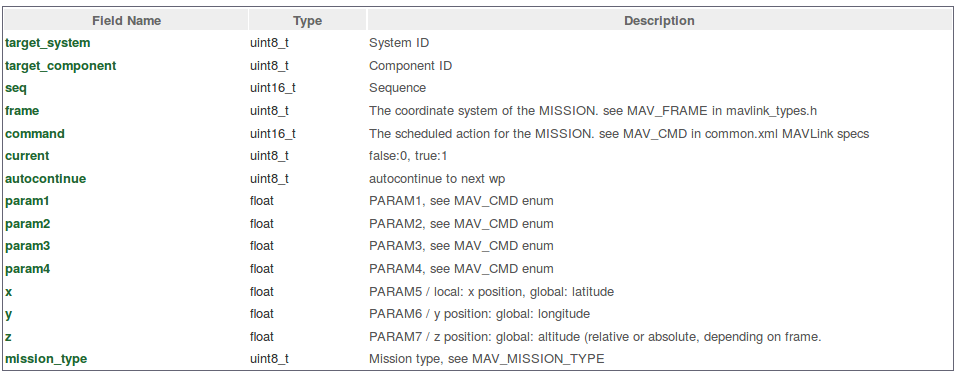 Field Name Type Description
target_system uint8_t System ID
target_component uint8_t Component ID
seq uint16_t Sequence
frame uint8_t The coordinate system of the MISSION. see MAV_FRAME in mavlink_types.h
command uint16_t The scheduled action for the MISSION. see MAV_CMD in common.xml MAVLink specs
current uint8_t false:0, true:1
autocontinue uint8_t autocontinue to next wp
param1 float PARAM1, see MAV_CMD enum
param2 float PARAM2, see MAV_CMD enum
param3 float PARAM3, see MAV_CMD enum
param4 float PARAM4, see MAV_CMD enum
x float PARAM5 / local: x position, global: latitude
y float PARAM6 / y position: global: longitude
z float PARAM7 / z position: global: altitude (relative or absolute, depending on frame.
mission_type uint8_t Mission type, see MAV_MISSION_TYPE